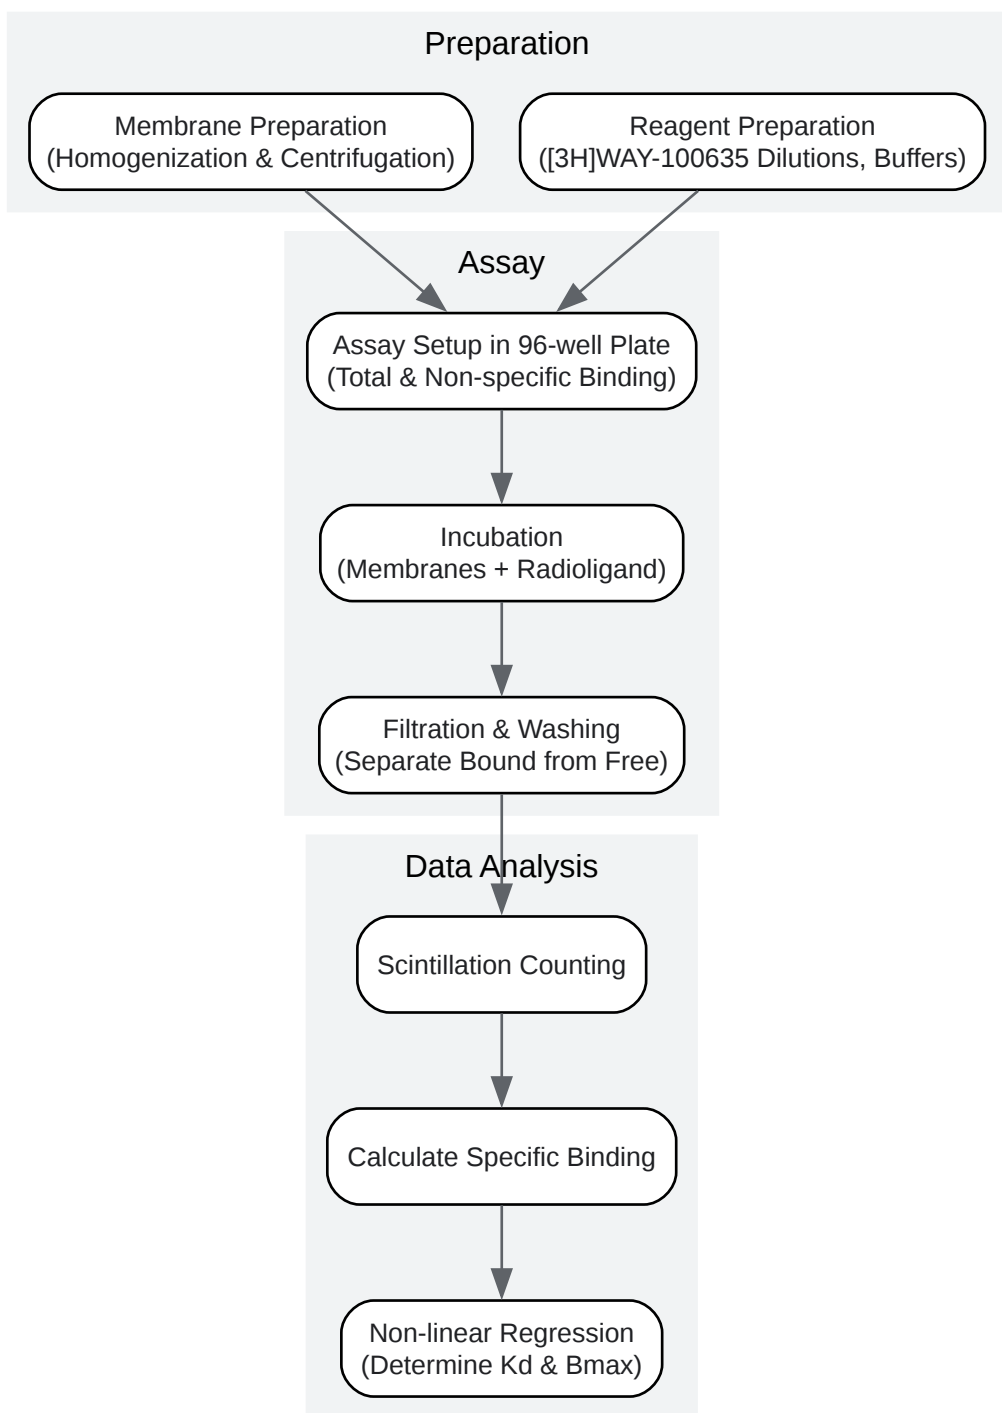 Preparation
Membrane Preparation
(Homogenization & Centrifugation)
Reagent Preparation
([3H]WAY-100635 Dilutions, Buffers)
Assay
Assay Setup in 96-well Plate
(Total & Non-specific Binding)
Incubation
(Membranes + Radioligand)
Filtration & Washing
(Separate Bound from Free)
Data Analysis
Scintillation Counting
Calculate Specific Binding
Non-linear Regression
(Determine Kd & Bmax)